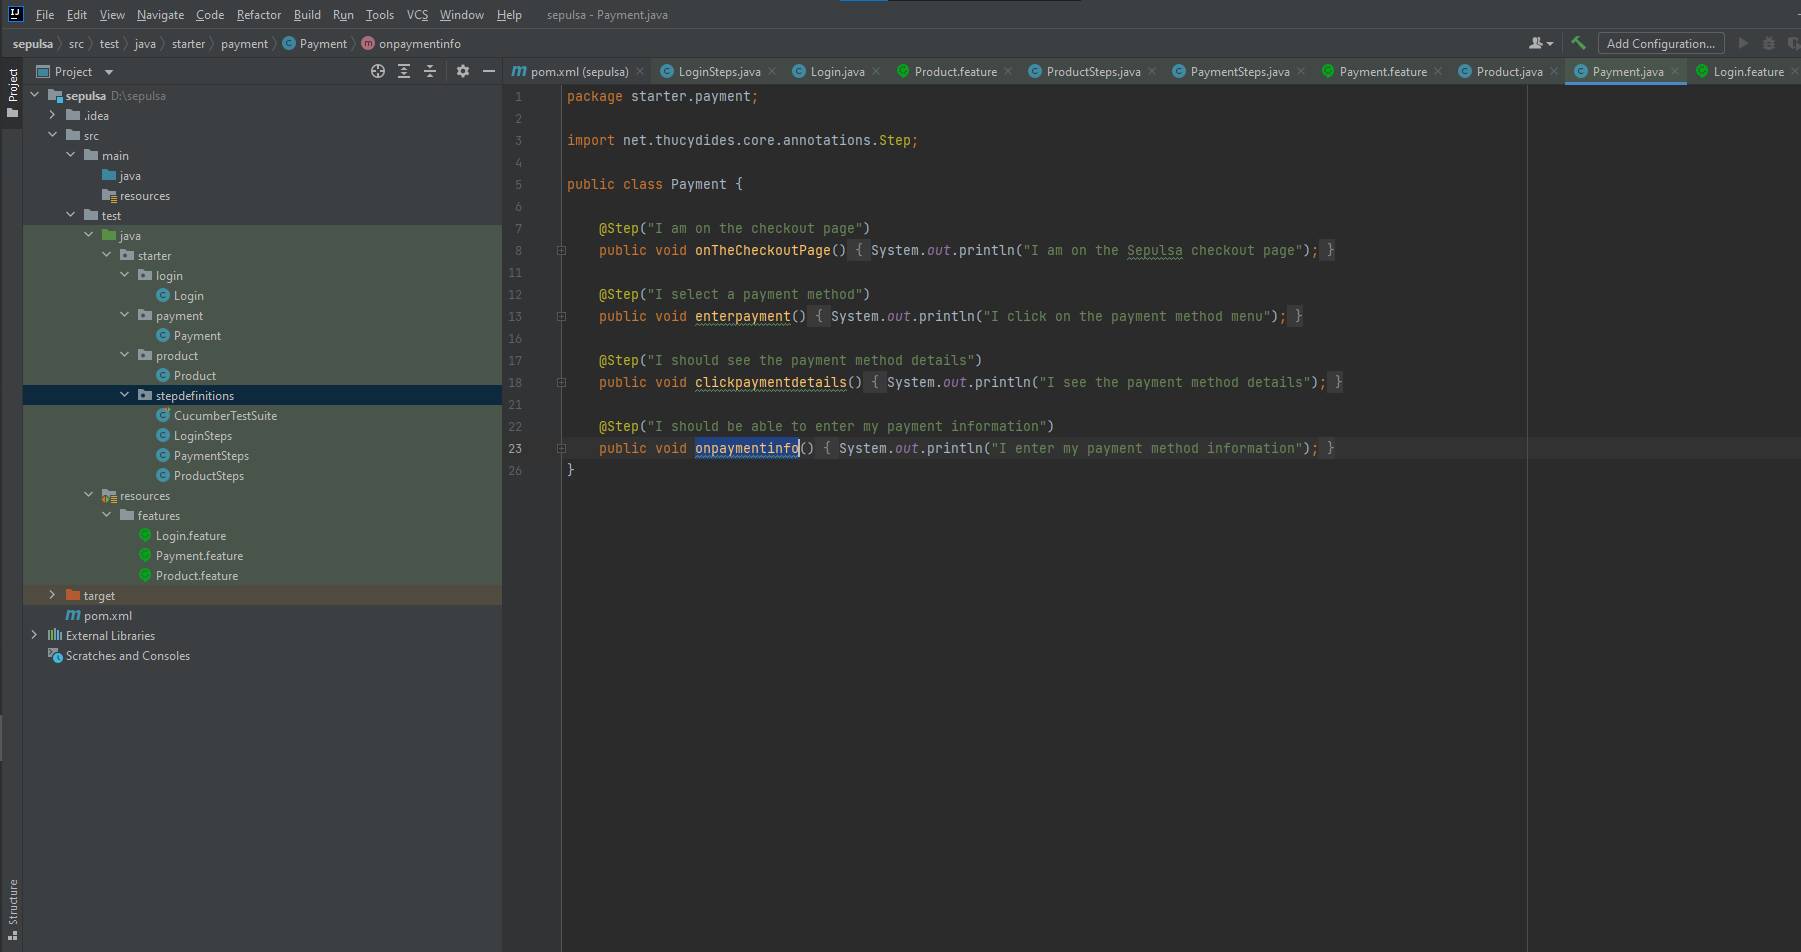 File Edit View Navigate Code Refactor Build Run Tools VCS Window Help sepulsa - Payment.java
sepulsa src test java starter payment Payment onpaymentinfo Add Configuration...
Project
Project
pom.xml (sepulsa) LoginSteps.java Login.java Product.feature ProductSteps.java PaymentSteps.java Payment.feature Product.java Payment.java Login.feature
sepulsa D:\sepulsa
.idea
src
main
java
resources
test
java
starter
login
Login
payment
Payment
product
Product
stepdefinitions
CucumberTestSuite
LoginSteps
PaymentSteps
ProductSteps
resources
features
Login.feature
Payment.feature
Product.feature
target
pom.xml
External Libraries
Scratches and Consoles
Structure
1 package starter.payment;
2
3 import net.thucydides.core.annotations.Step;
4
5 public class Payment {
6
7 @Step("I am on the checkout page")
8 public void onTheCheckoutPage() { System.out.println("I am on the Sepulsa checkout page"); }
11
12 @Step("I select a payment method")
13 public void enterpayment() { System.out.println("I click on the payment method menu"); }
16
17 @Step("I should see the payment method details")
18 public void clickpaymentdetails() { System.out.println("I see the payment method details"); }
21
22 @Step("I should be able to enter my payment information")
23 public void onpaymentinfo() { System.out.println("I enter my payment method information"); }
26 }